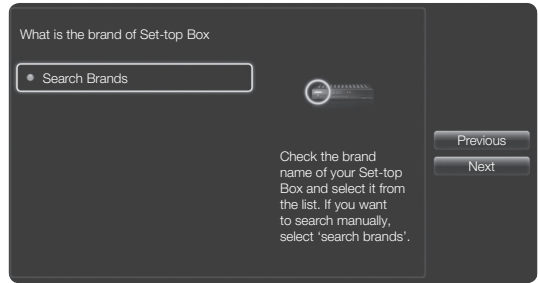 What is the brand of Set-top Box
Search Brands
Check the brand
name of your Set-top
Box and select it from
the list. If you want
to search manually,
select ‘search brands’.
Previous
Next